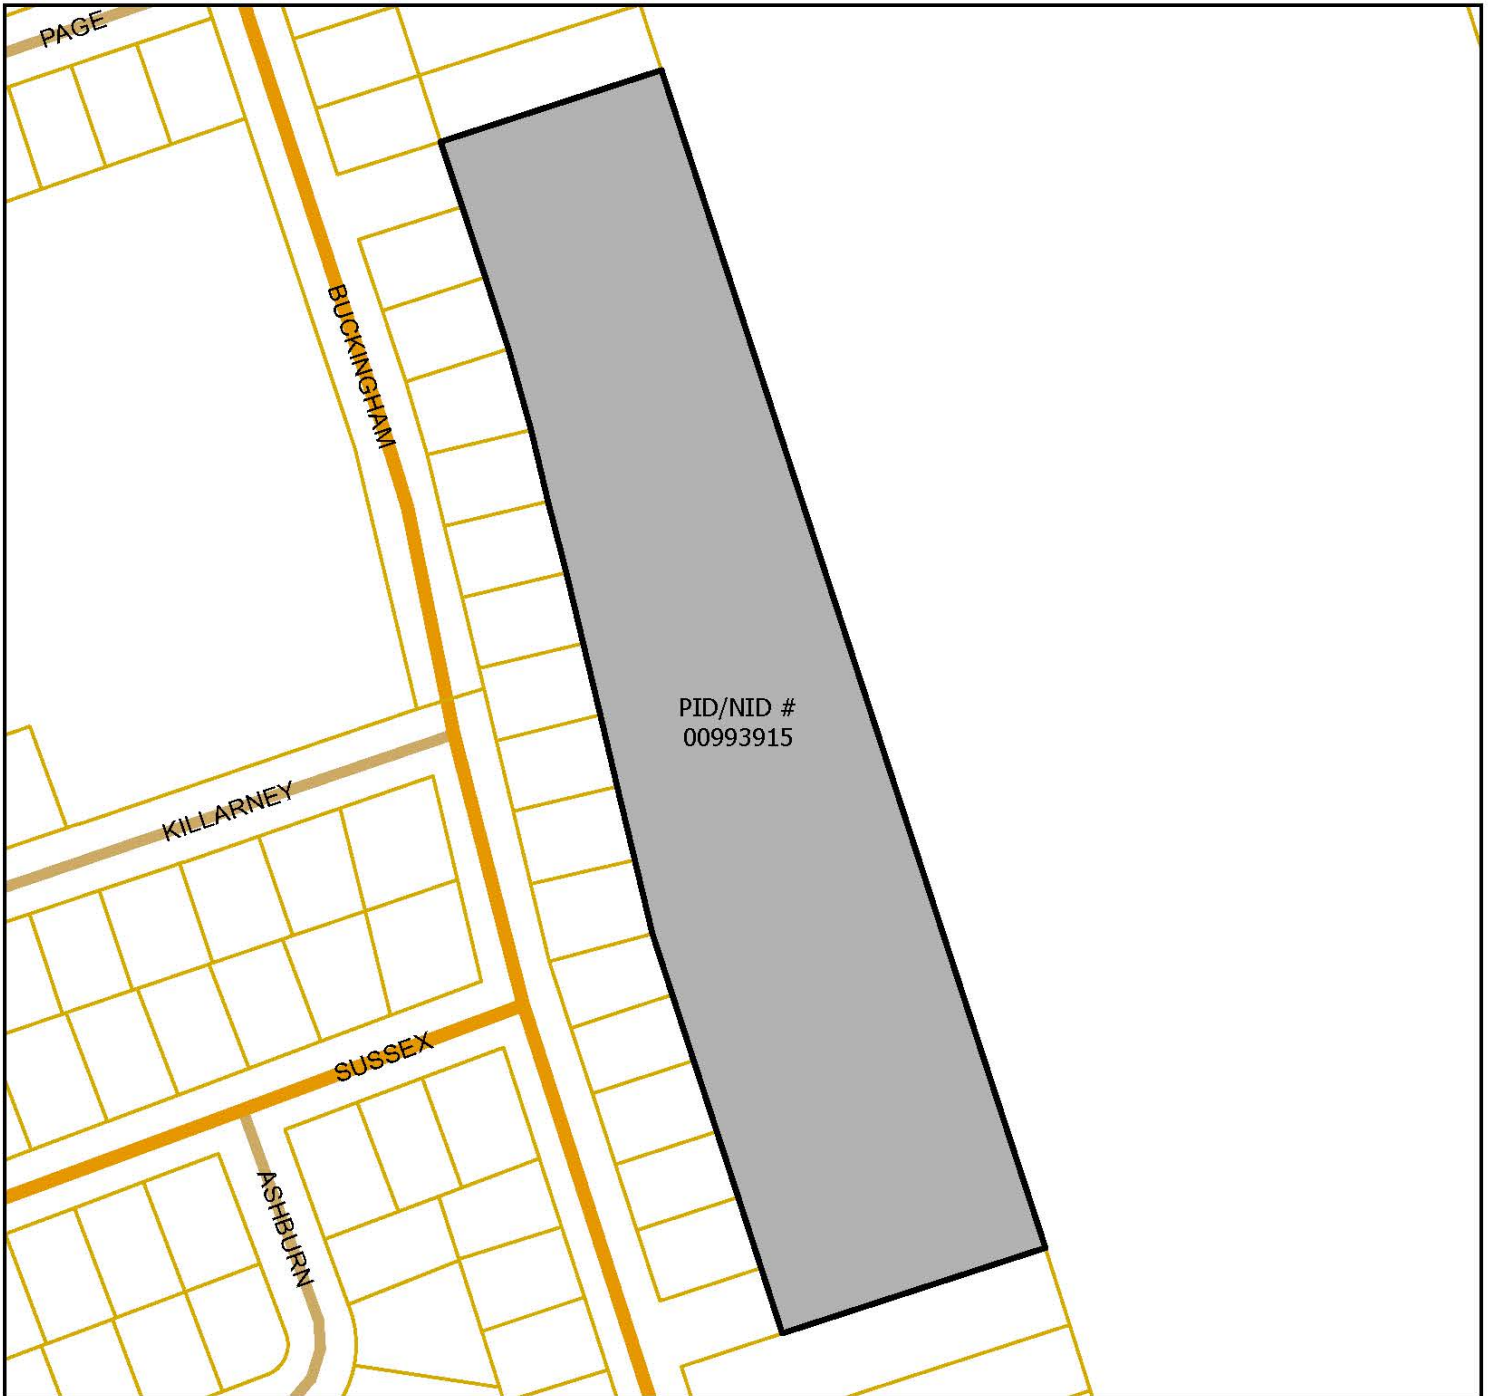 PAGE
BUCKINGHAM
PID/NID #
00993915
KILLARNEY
SUSSEX
ASHBURN